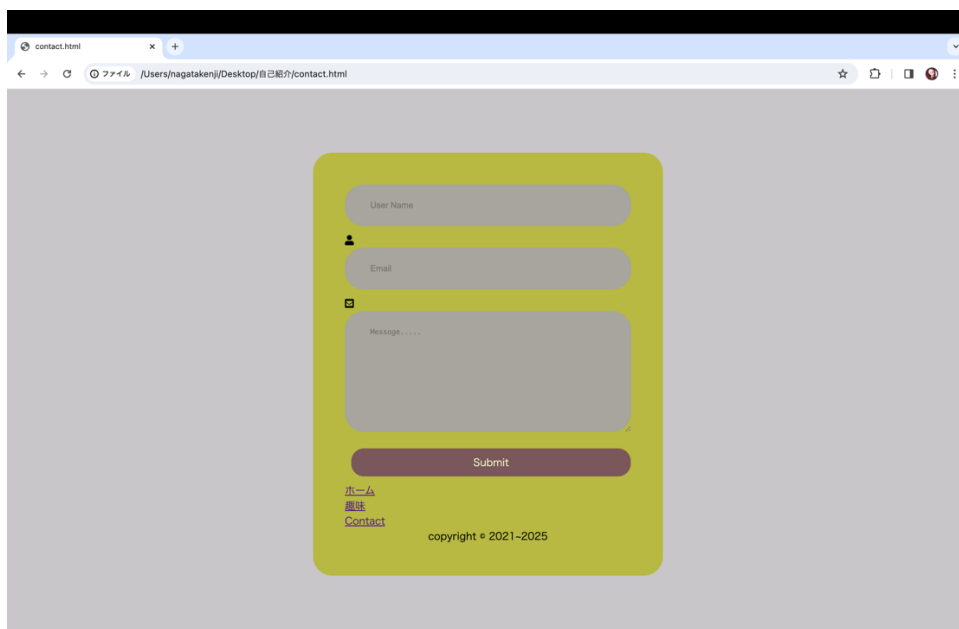 contact.html
ファイル /Users/nagatakenji/Desktop/自己紹介/contact.html
User Name
Email
Message.....
Submit
ホーム
趣味
Contact
copyright © 2021~2025